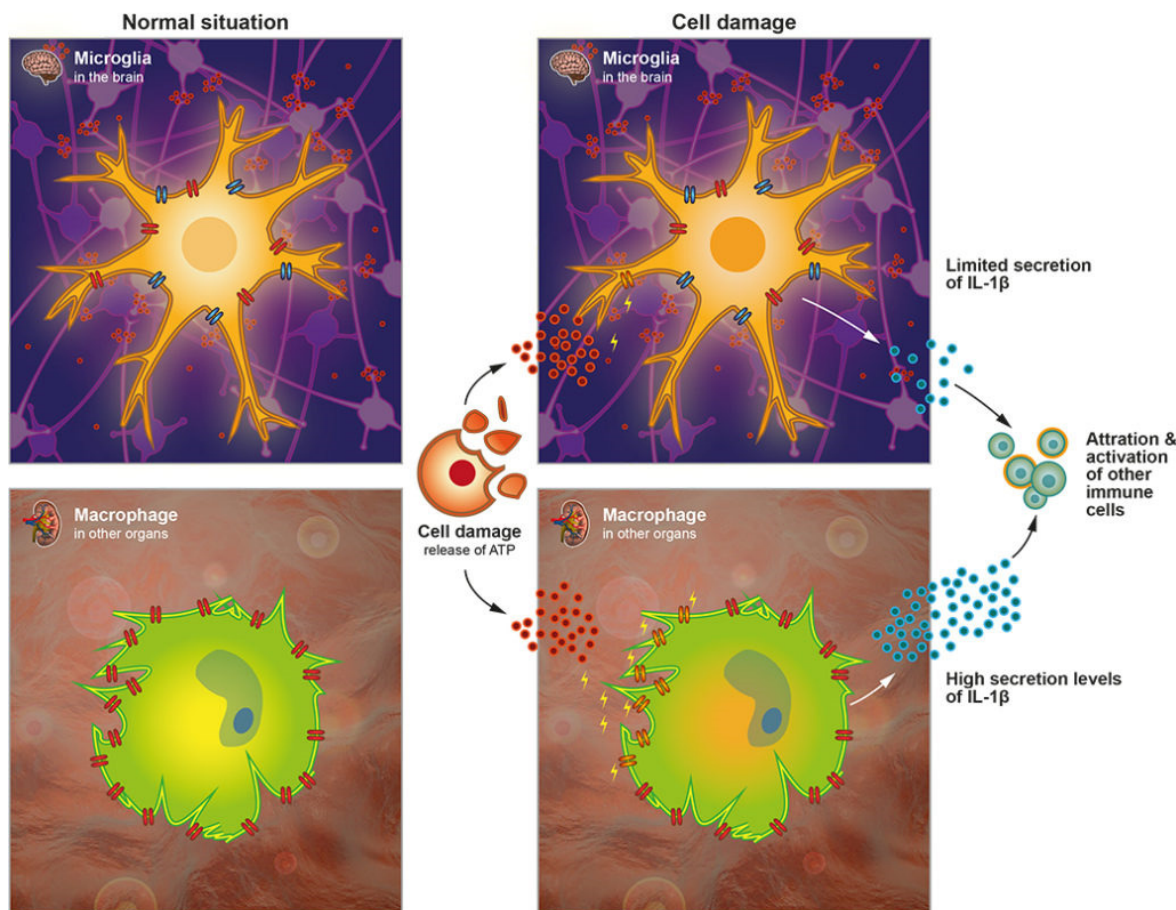 Normal situation
Cell damage
Microglia
in the brain
Microglia
in the brain
Limited secretion
of IL-1β
Attration &
activation
of other
immune
cells
Cell damage
release of ATP
Macrophage
in other organs
Macrophage
in other organs
High secretion levels
of IL-1β